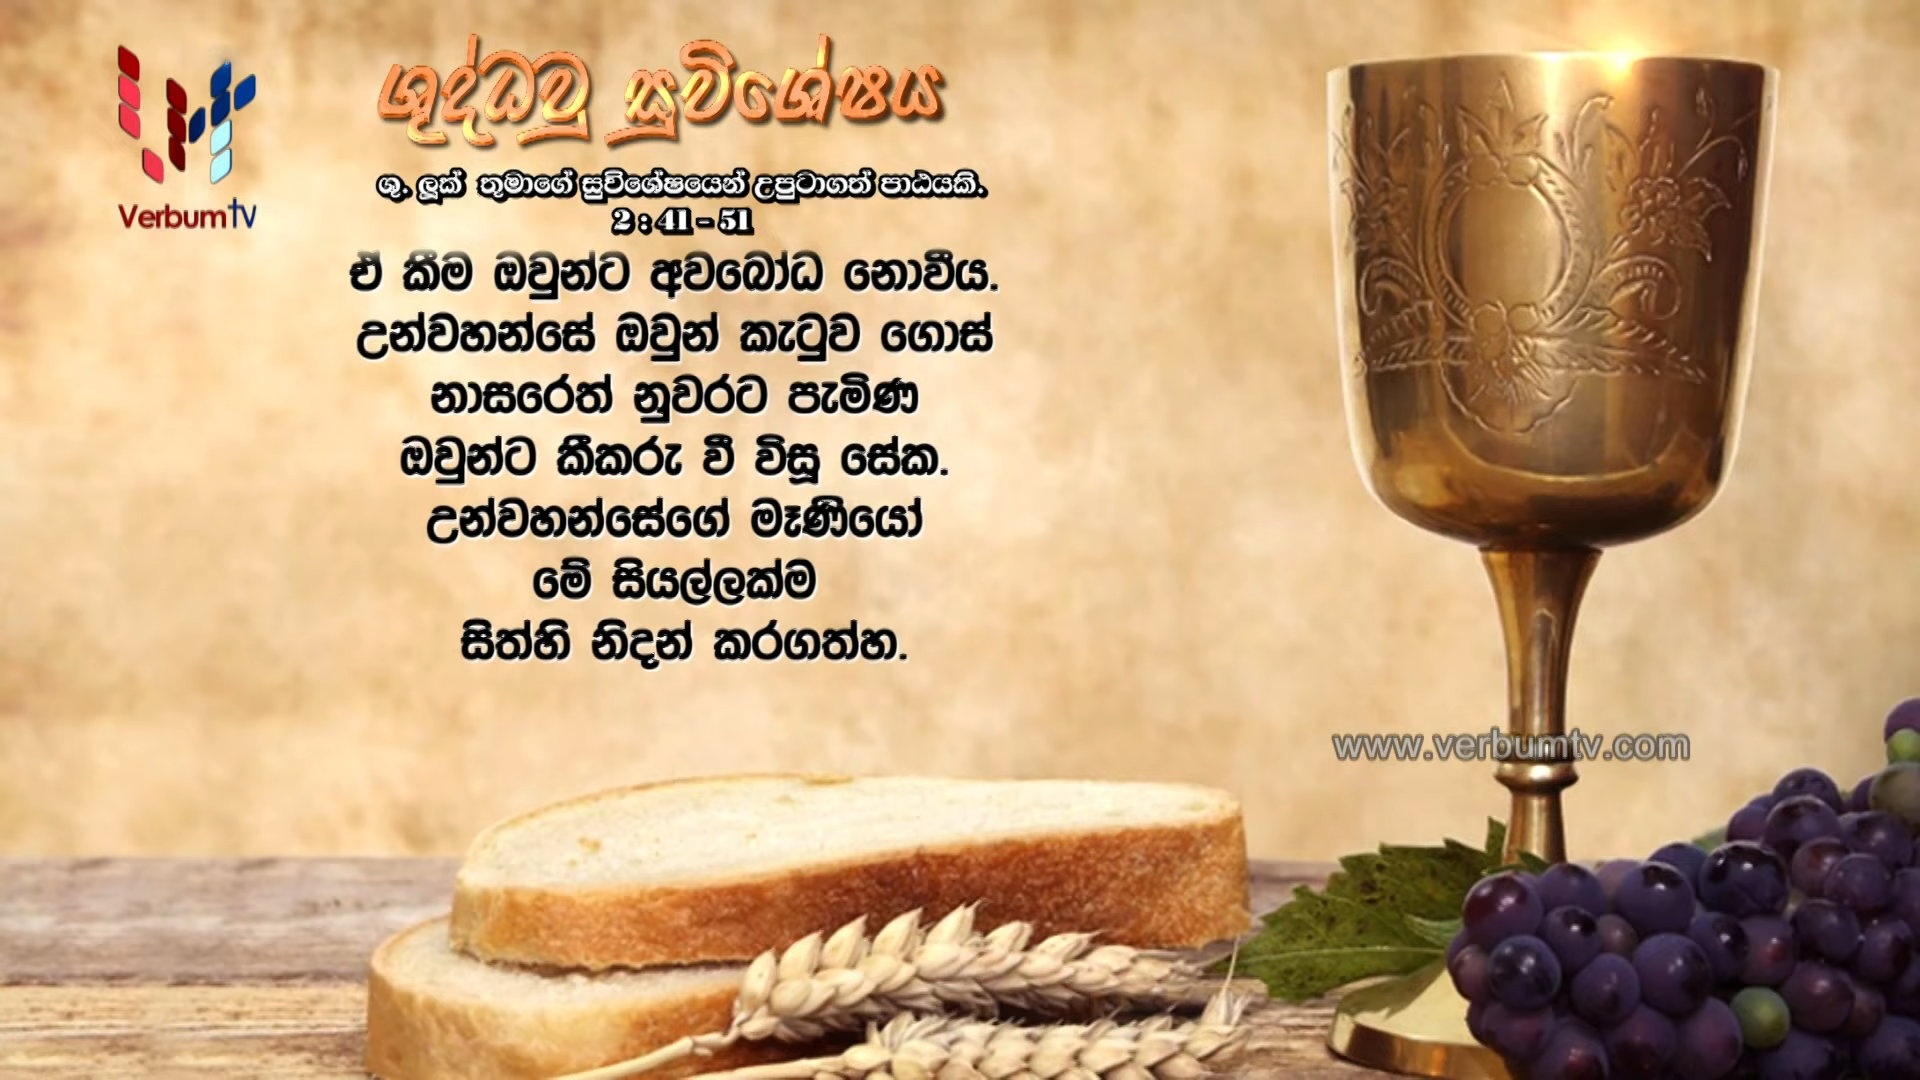 VerbumTV
ශුද්ධවූ සුවිශේෂය
ශු. ලූක් තුමාගේ සුවිශේෂයෙන් උපුටාගත් පාඨයකි.
2:41-51
ඒ කීම ඔවුන්ට අවබෝධ නොවීය.
උන්වහන්සේ ඔවුන් කැටුව ගොස්
නාසරෙත් නුවරට පැමිණ
ඔවුන්ට කීකරු වී විසූ සේක.
උන්වහන්සේගේ මෑණියෝ
මේ සියල්ලක්ම
සිත්හි නිදන් කරගත්හ.
www.verbumtv.com